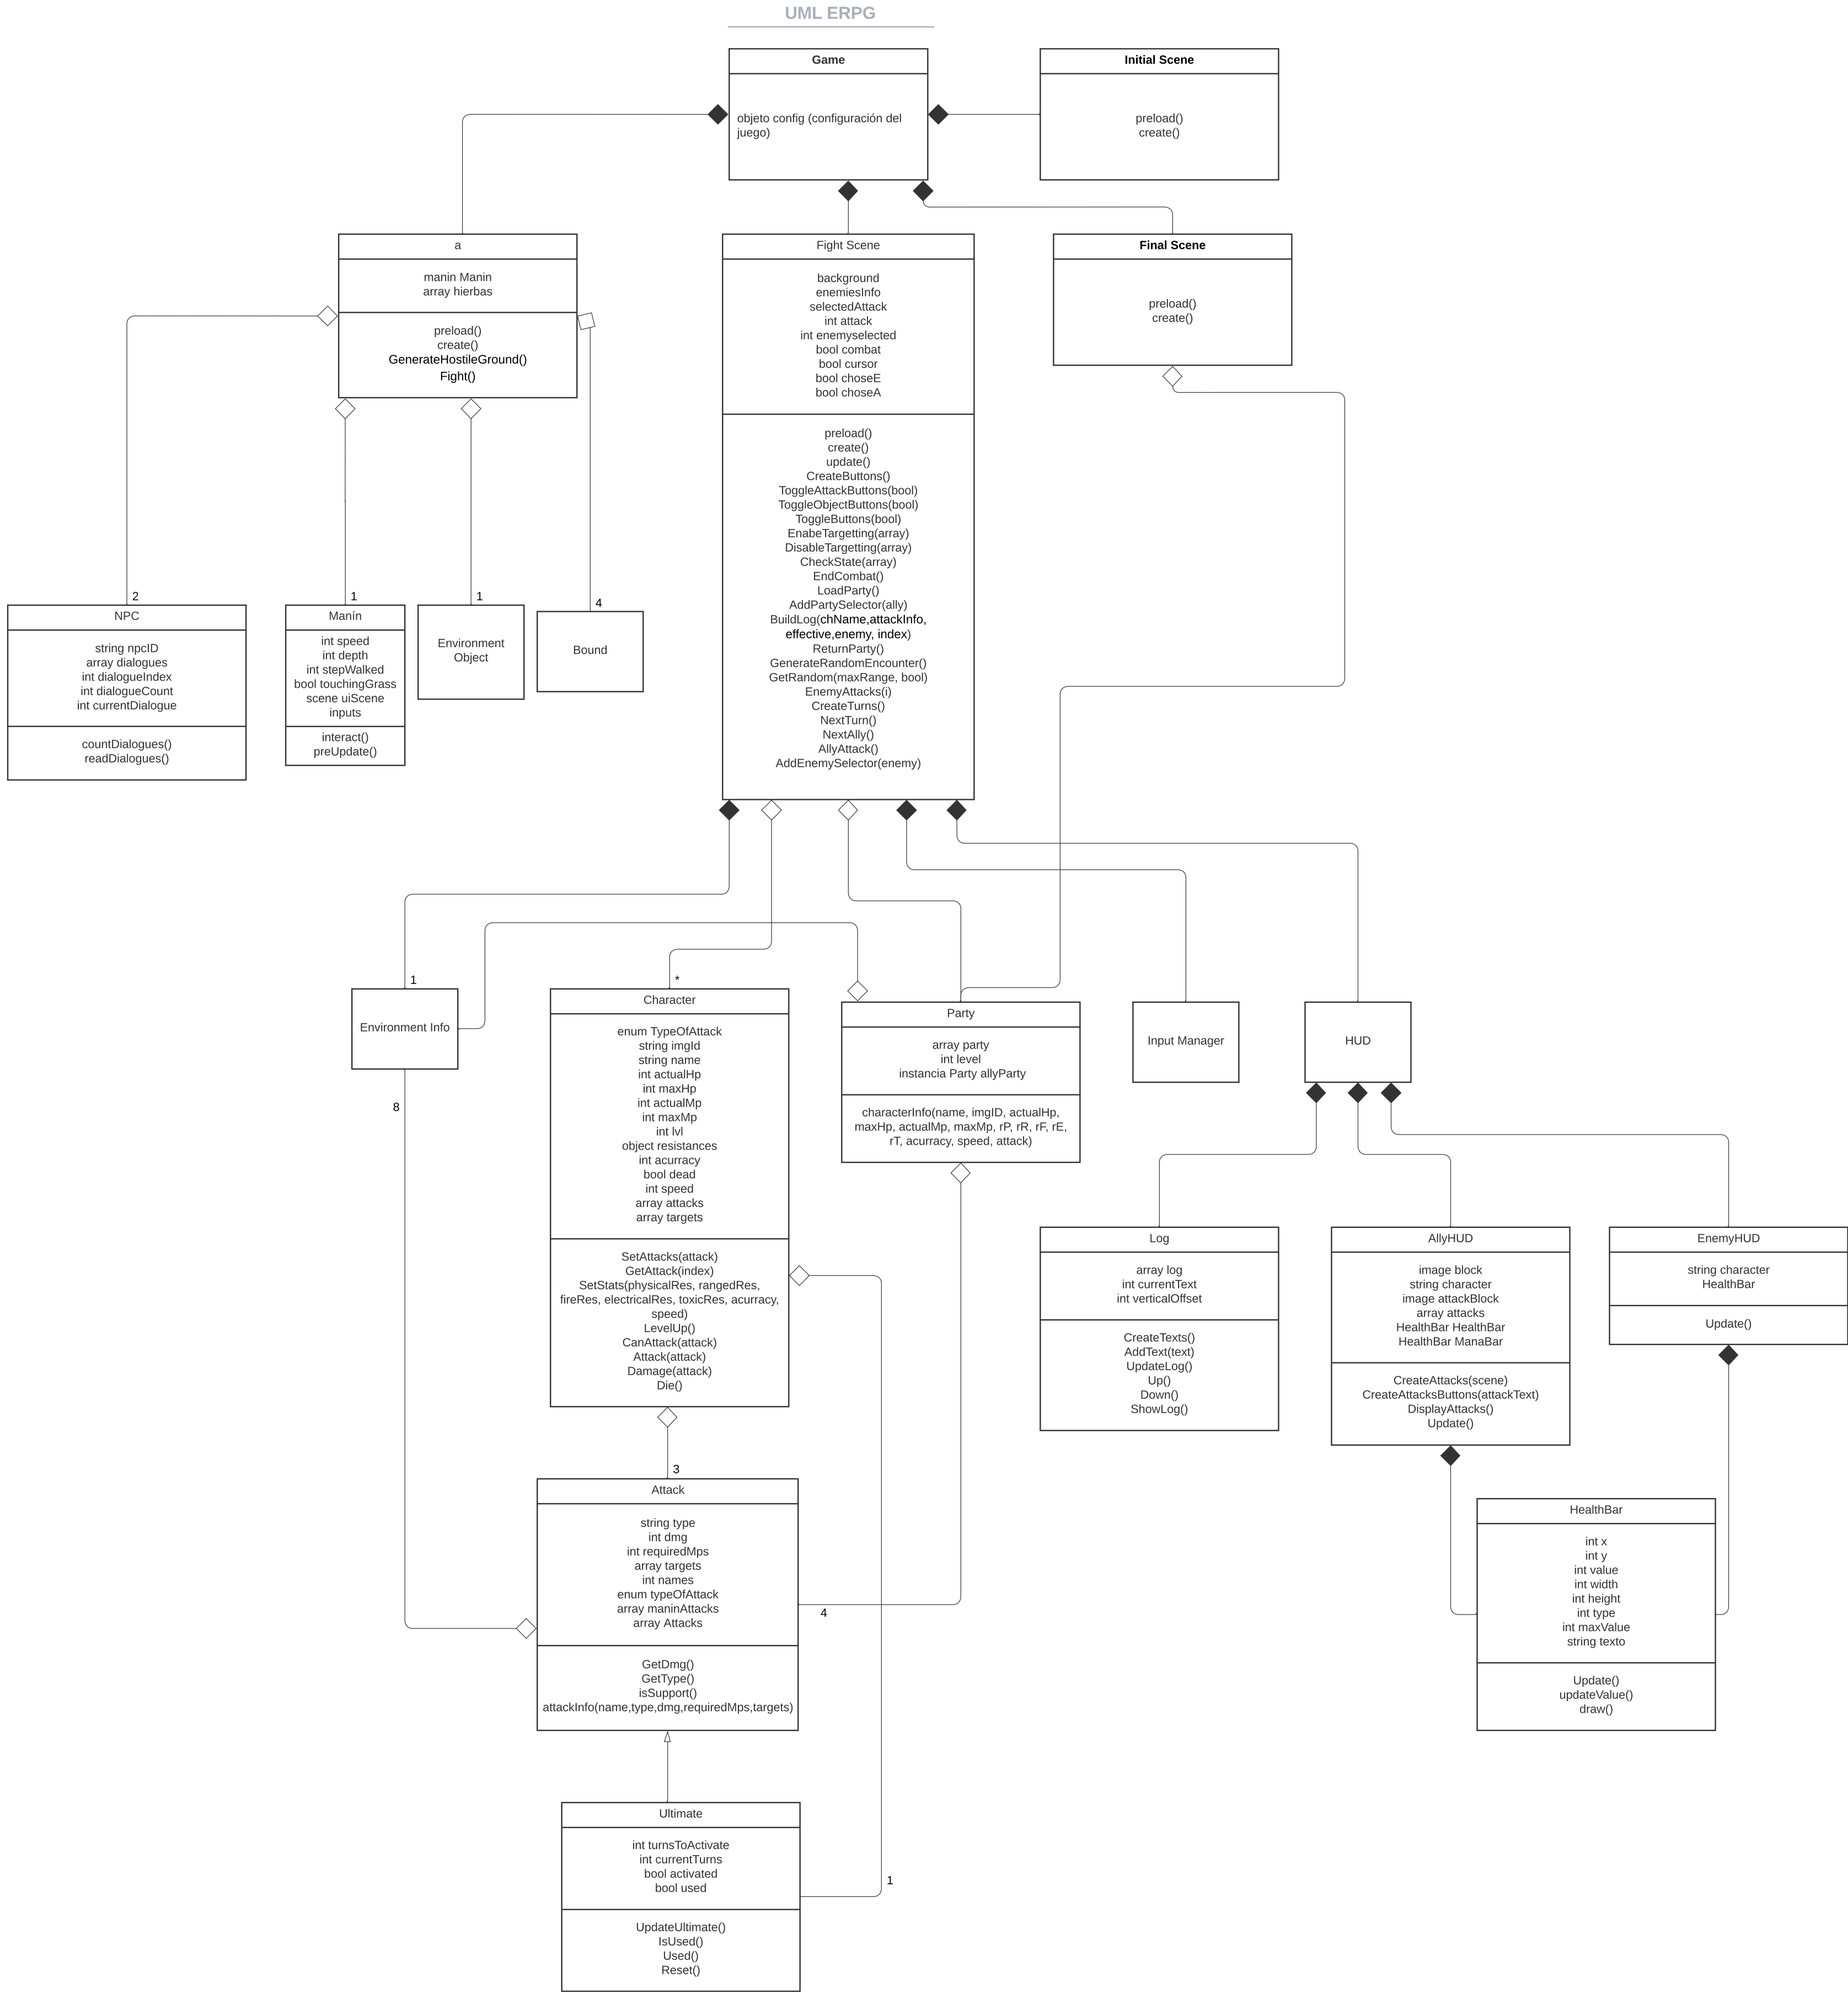 UML ERPG
Game
objeto config (configuración del
juego)
Initial Scene
preload()
create()
a
manin Manin
array hierbas
preload()
create()
GenerateHostileGround()
Fight()
Fight Scene
background
enemiesInfo
selectedAttack
int attack
int enemyselected
bool combat
bool cursor
bool choseE
bool choseA
preload()
create()
update()
CreateButtons()
ToggleAttackButtons(bool)
ToggleObjectButtons(bool)
ToggleButtons(bool)
EnabeTargetting(array)
DisableTargetting(array)
CheckState(array)
EndCombat()
LoadParty()
AddPartySelector(ally)
BuildLog(chName,attackInfo,
effective,enemy, index)
ReturnParty()
GenerateRandomEncounter()
GetRandom(maxRange, bool)
EnemyAttacks(i)
CreateTurns()
NextTurn()
NextAlly()
AllyAttack()
AddEnemySelector(enemy)
Final Scene
preload()
create()
2
1
1
4
NPC
string npcID
array dialogues
int dialogueIndex
int dialogueCount
int currentDialogue
countDialogues()
readDialogues()
Manín
int speed
int depth
int stepWalked
bool touchingGrass
scene uiScene
inputs
interact()
preUpdate()
Environment
Object
Bound
1
*
Environment Info
8
Character
enum TypeOfAttack
string imgId
string name
int actualHp
int maxHp
int actualMp
int maxMp
int lvl
object resistances
int acurracy
bool dead
int speed
array attacks
array targets
SetAttacks(attack)
GetAttack(index)
SetStats(physicalRes, rangedRes,
fireRes, electricalRes, toxicRes, acurracy,
speed)
LevelUp()
CanAttack(attack)
Attack(attack)
Damage(attack)
Die()
Party
array party
int level
instancia Party allyParty
characterInfo(name, imgID, actualHp,
maxHp, actualMp, maxMp, rP, rR, rF, rE,
rT, acurracy, speed, attack)
Input Manager
HUD
Log
array log
int currentText
int verticalOffset
CreateTexts()
AddText(text)
UpdateLog()
Up()
Down()
ShowLog()
AllyHUD
image block
string character
image attackBlock
array attacks
HealthBar HealthBar
HealthBar ManaBar
CreateAttacks(scene)
CreateAttacksButtons(attackText)
DisplayAttacks()
Update()
EnemyHUD
string character
HealthBar
Update()
3
Attack
string type
int dmg
int requiredMps
array targets
int names
enum typeOfAttack
array maninAttacks
array Attacks
GetDmg()
GetType()
isSupport()
attackInfo(name,type,dmg,requiredMps,targets)
4
HealthBar
int x
int y
int value
int width
int height
int type
int maxValue
string texto
Update()
updateValue()
draw()
Ultimate
int turnsToActivate
int currentTurns
bool activated
bool used
UpdateUltimate()
IsUsed()
Used()
Reset()
1